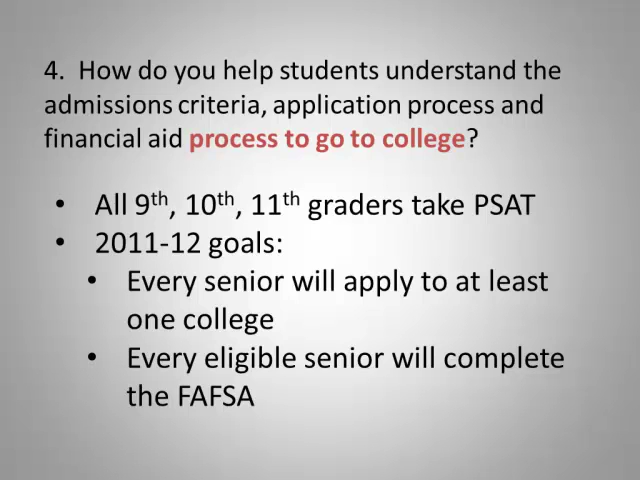 4. How do you help students understand the
admissions criteria, application process and
financial aid process to go to college?
• All 9th, 10th, 11th graders take PSAT
• 2011-12 goals:
• Every senior will apply to at least
one college
• Every eligible senior will complete
the FAFSA